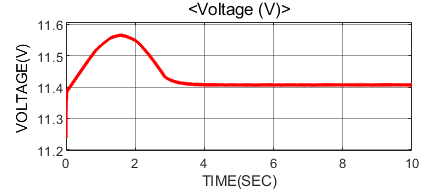 <Voltage (V)>
11.6
11.5
11.4
11.3
11.2
VOLTAGE(V)
0 2 4 6 8 10
TIME(SEC)